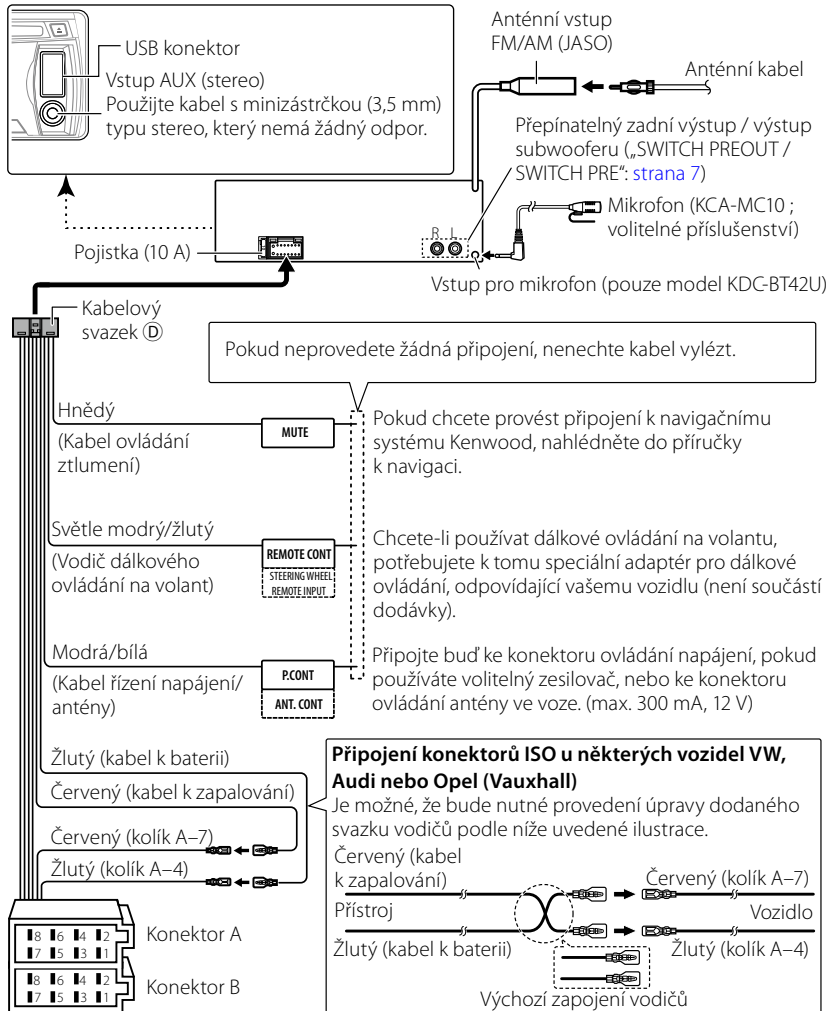 USB konektor
Vstup AUX (stereo)
Použijte kabel s minizástrčkou (3,5 mm)
typu stereo, který nemá žádný odpor.
Anténní vstup
FM/AM (JASO)
Anténní kabel
Přepínatelný zadní výstup / výstup
subwooferu („SWITCH PREOUT /
SWITCH PRE“: strana 7)
R L
Mikrofon (KCA-MC10 ;
volitelné příslušenství)
Pojistka (10 A)
Vstup pro mikrofon (pouze model KDC-BT42U)
Kabelový
svazek Ⓓ
Pokud neprovedete žádná připojení, nenechte kabel vylézt.
Hnědý
(Kabel ovládání
ztlumení)
MUTE
Pokud chcete provést připojení k navigačnímu
systému Kenwood, nahlédněte do příručky
k navigaci.
Světle modrý/žlutý
(Vodič dálkového
ovládání na volant)
REMOTE CONT
STEERING WHEEL
REMOTE INPUT
Chcete-li používat dálkové ovládání na volantu,
potřebujete k tomu speciální adaptér pro dálkové
ovládání, odpovídající vašemu vozidlu (není součástí
dodávky).
Modrá/bílá
(Kabel řízení napájení/
antény)
P.CONT
ANT. CONT
Připojte buď ke konektoru ovládání napájení, pokud
používáte volitelný zesilovač, nebo ke konektoru
ovládání antény ve voze. (max. 300 mA, 12 V)
Žlutý (kabel k baterii)
Červený (kabel k zapalování)
Červený (kolík A–7)
Žlutý (kolík A–4)
8 6 4 2
7 5 3 1
Konektor A
8 6 4 2
7 5 3 1
Konektor B
Připojení konektorů ISO u některých vozidel VW,
Audi nebo Opel (Vauxhall)
Je možné, že bude nutné provedení úpravy dodaného
svazku vodičů podle níže uvedené ilustrace.
Červený (kabel
k zapalování)
Červený (kolík A–7)
Přístroj
Vozidlo
Žlutý (kabel k baterii)
Žlutý (kolík A–4)
Výchozí zapojení vodičů